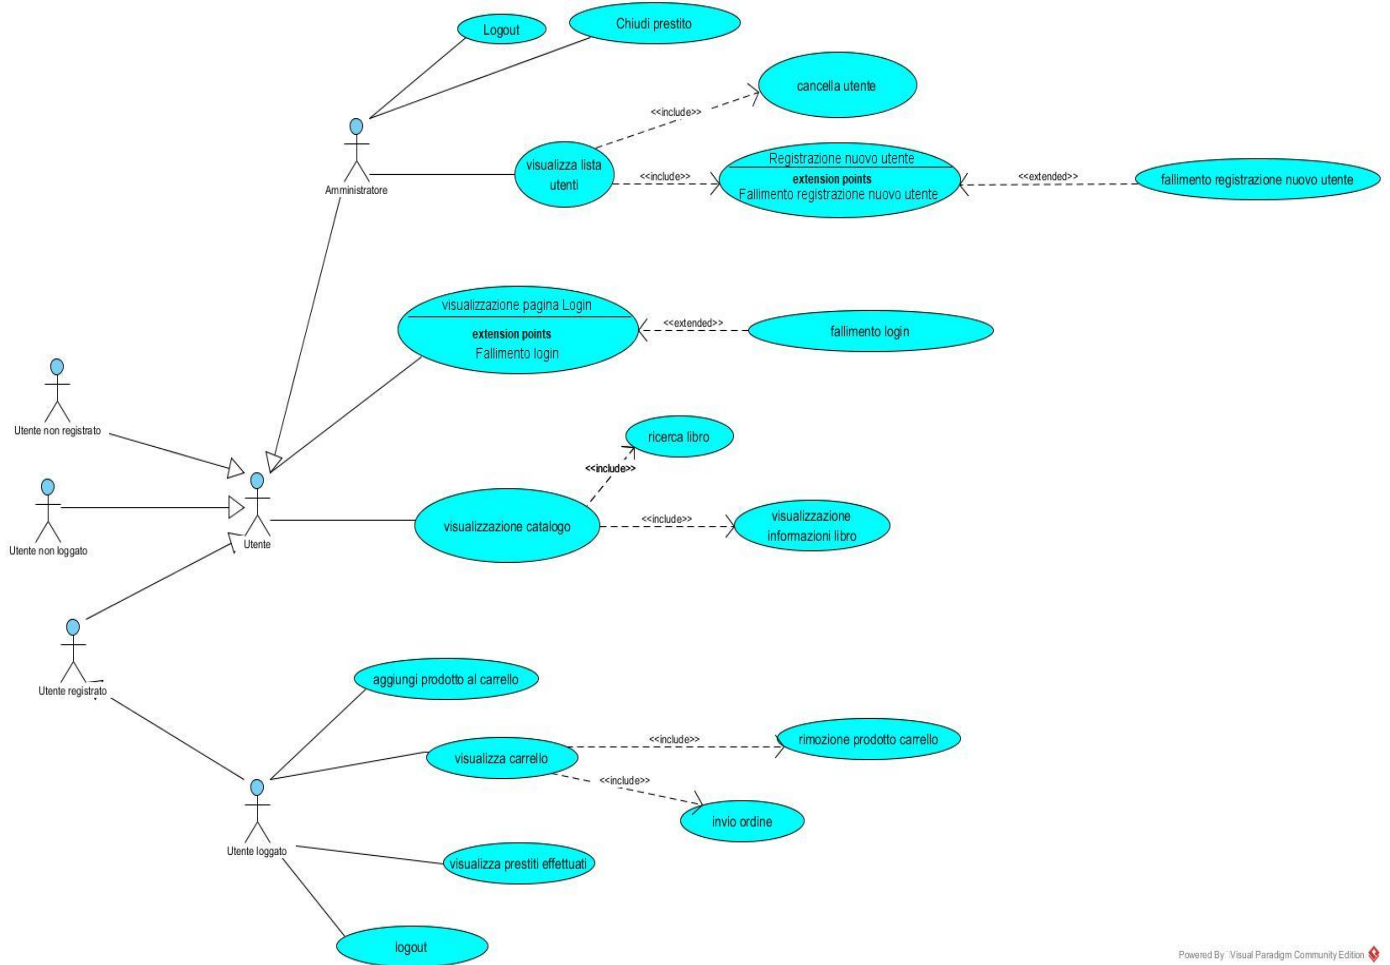 Logout
Chiudi prestito
cancella utente
<<include>>
Amministratore
visualizza lista
utenti
<<include>>
Registrazione nuovo utente
extension points
Fallimento registrazione nuovo utente
<<extended>>
fallimento registrazione nuovo utente
visualizzazione pagina Login
extension points
Fallimento login
<<extended>>
fallimento login
Utente non registrato
ricerca libro
<<include>>
Utente non loggato
Utente
visualizzazione catalogo
<<include>>
visualizzazione
informazioni libro
Utente registrato
aggiungi prodotto al carrello
visualizza carrello
<<include>>
rimozione prodotto carrello
<<include>>
invio ordine
Utente loggato
visualizza prestiti effettuati
logout
Powered By Visual Paradigm Community Edition